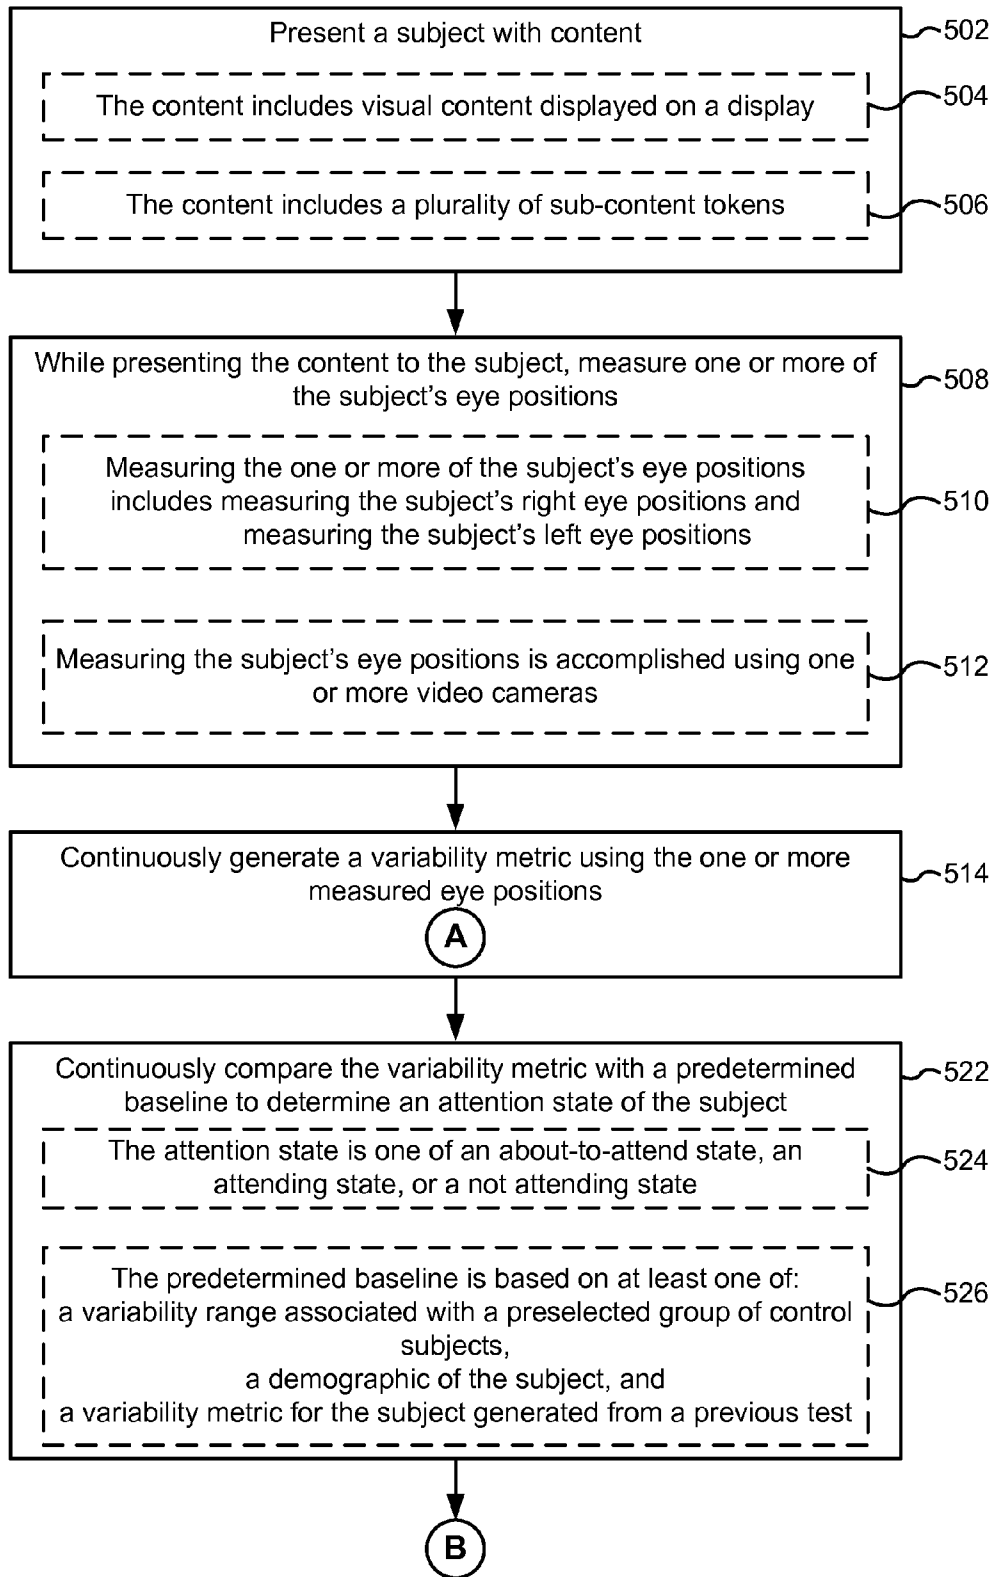 Present a subject with content
502
The content includes visual content displayed on a display
504
The content includes a plurality of sub-content tokens
506
While presenting the content to the subject, measure one or more of
the subject's eye positions
508
Measuring the one or more of the subject's eye positions
includes measuring the subject's right eye positions and
measuring the subject's left eye positions
510
Measuring the subject's eye positions is accomplished using one
or more video cameras
512
Continuously generate a variability metric using the one or more
measured eye positions
514
A
Continuously compare the variability metric with a predetermined
baseline to determine an attention state of the subject
522
The attention state is one of an about-to-attend state, an
attending state, or a not attending state
524
The predetermined baseline is based on at least one of:
a variability range associated with a preselected group of control
subjects,
a demographic of the subject, and
a variability metric for the subject generated from a previous test
526
B